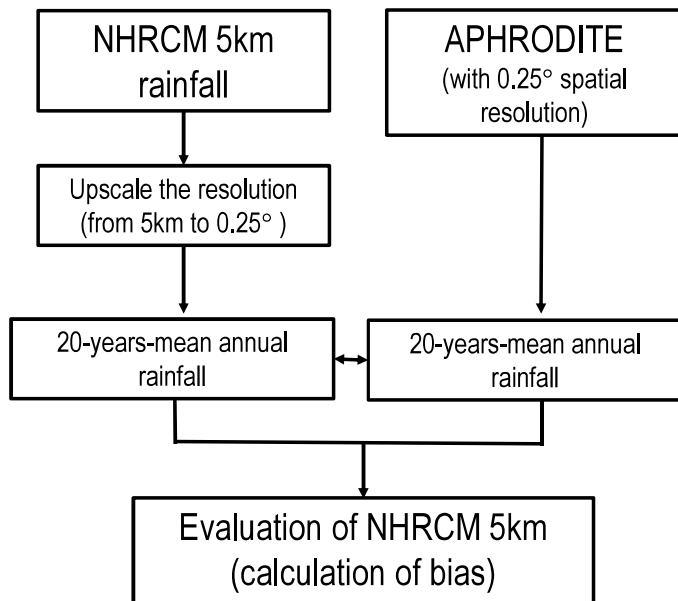 NHRCM 5km
rainfall
APHRODITE
(with 0.25° spatial
resolution)
Upscale the resolution
(from 5km to 0.25° )
20-years-mean annual
rainfall
20-years-mean annual
rainfall
Evaluation of NHRCM 5km
(calculation of bias)